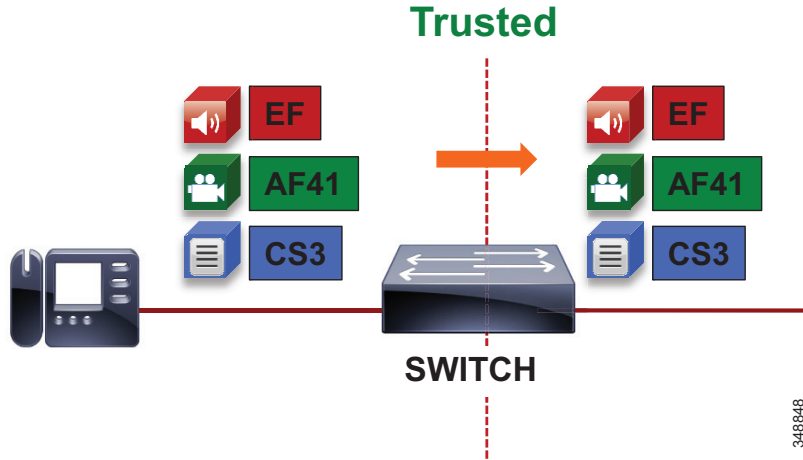 Trusted
EF
AF41
CS3
EF
AF41
CS3
SWITCH
348848